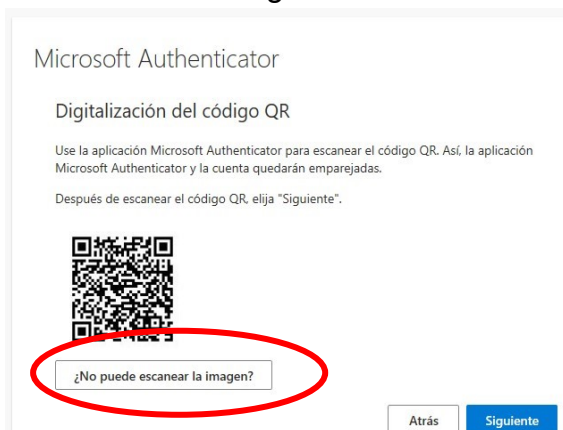 Microsoft Authenticator
Digitalización del código QR
Use la aplicación Microsoft Authenticator para escanear el código QR. Así, la aplicación
Microsoft Authenticator y la cuenta quedarán emparejadas.
Después de escanear el código QR, elija "Siguiente".
¿No puede escanear la imagen?
Atrás
Siguiente